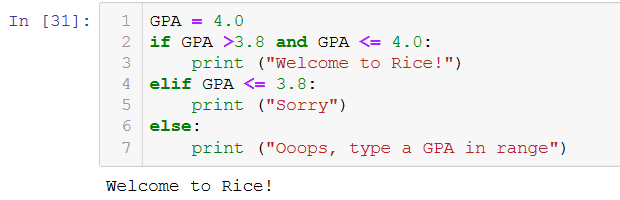 In [31]:
1 GPA = 4.0
2 if GPA >3.8 and GPA <= 4.0:
3     print ("Welcome to Rice!")
4 elif GPA <= 3.8:
5     print ("Sorry")
6 else:
7     print ("Ooops, type a GPA in range")
Welcome to Rice!